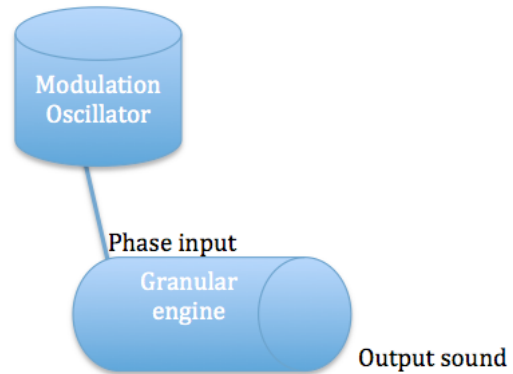 Modulation
Oscillator
Phase input
Granular
engine
Output sound